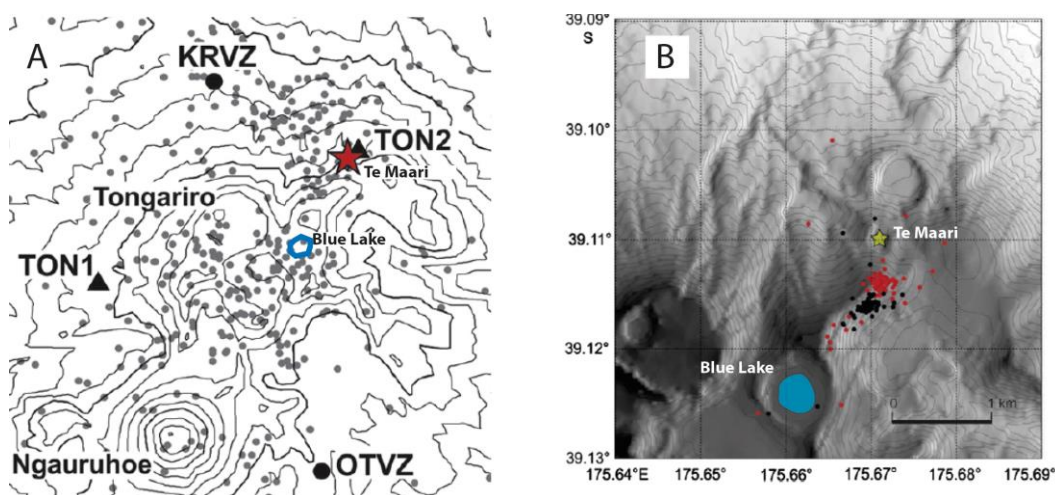 A
KRVZ
TON2
Te Maari
Tongariro
Blue Lake
TON1
Ngauruhoe
OTVZ
39.09°
S
B
39.10°
39.11°
Te Maari
39.12°
Blue Lake
0 1 km
39.13°
175.64°E 175.65° 175.66° 175.67° 175.68° 175.69°